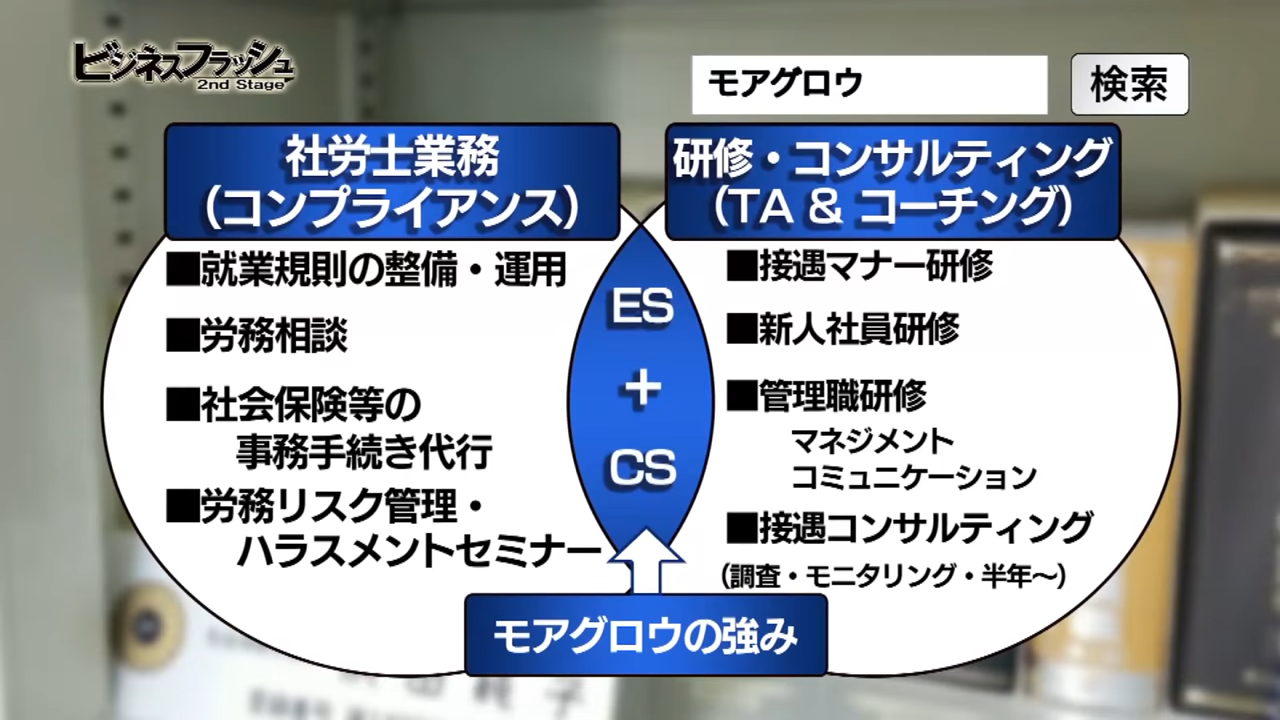 ビジネスフラッシュ
2nd Stage
モアグロウ
検索
社労士業務
（コンプライアンス）
■就業規則の整備・運用
■労務相談
■社会保険等の
事務手続き代行
■労務リスク管理・
ハラスメントセミナー
研修・コンサルティング
（TA & コーチング）
■接遇マナー研修
■新人社員研修
■管理職研修
マネジメント
コミュニケーション
■接遇コンサルティング
（調査・モニタリング・半年～）
ES
+
CS
モアグロウの強み